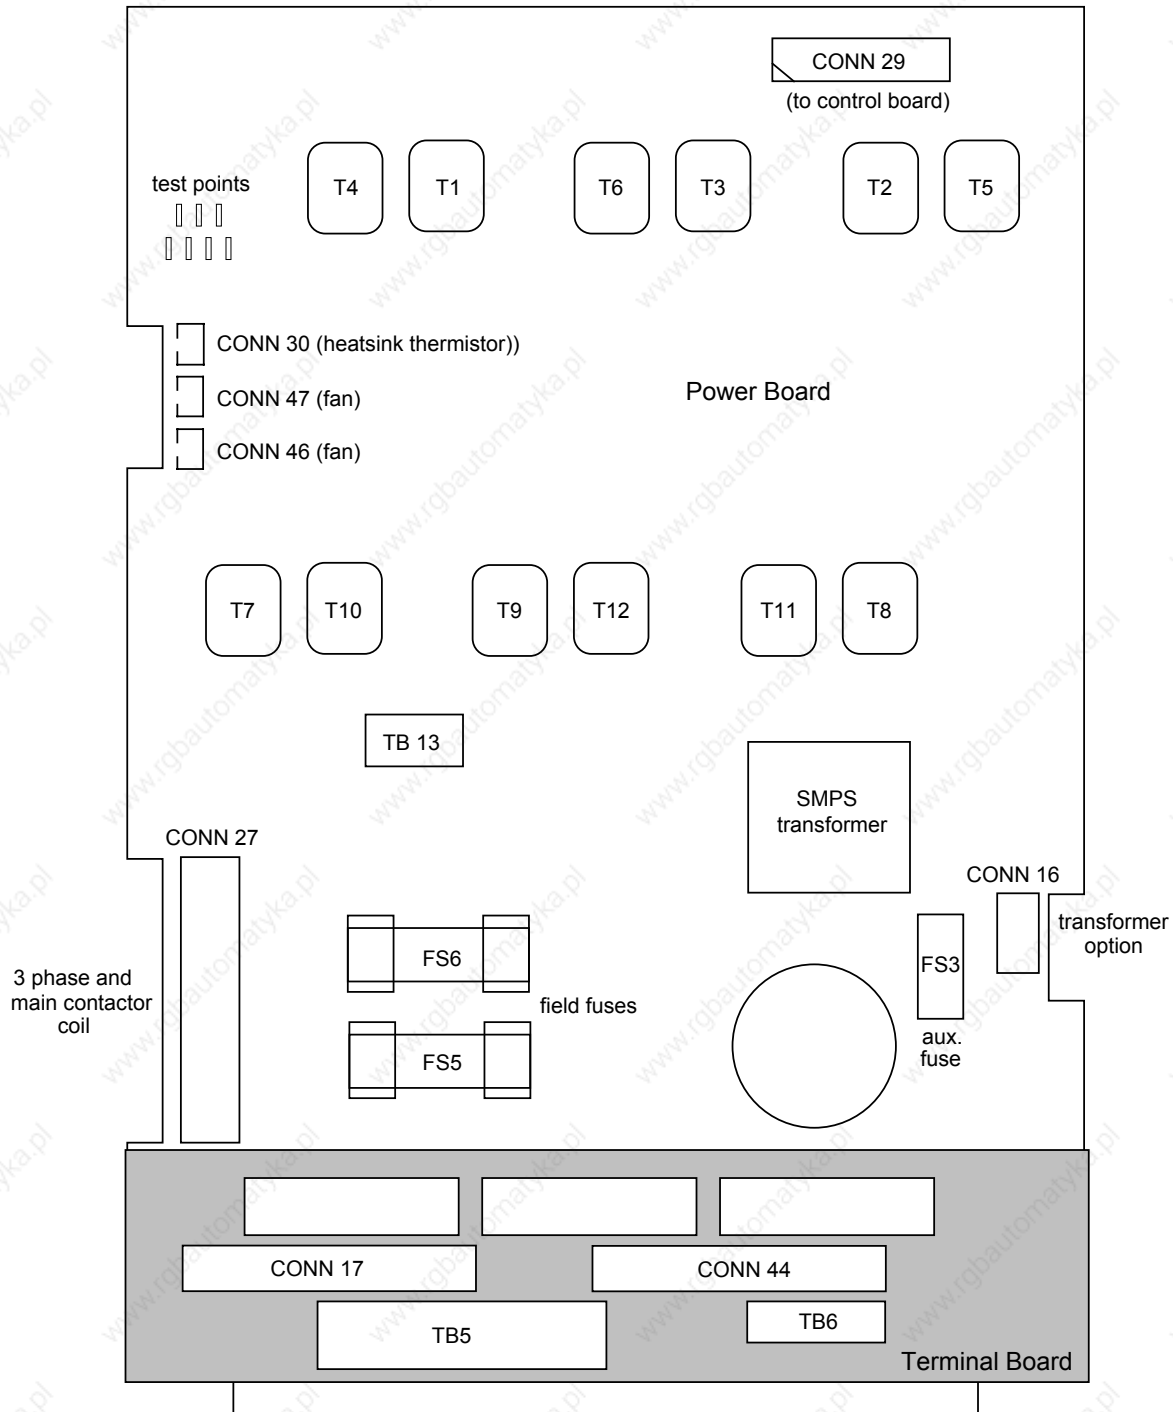 CONN 29
(to control board)
test points
T4
T1
T6
T3
T2
T5
CONN 30 (heatsink thermistor))
CONN 47 (fan)
CONN 46 (fan)
Power Board
T7
T10
T9
T12
T11
T8
TB 13
SMPS
transformer
CONN 27
CONN 16
transformer
option
3 phase and
main contactor
coil
FS6
field fuses
FS5
FS3
aux.
fuse
CONN 17
CONN 44
TB5
TB6
Terminal Board
www.rgbautomatyka.pl